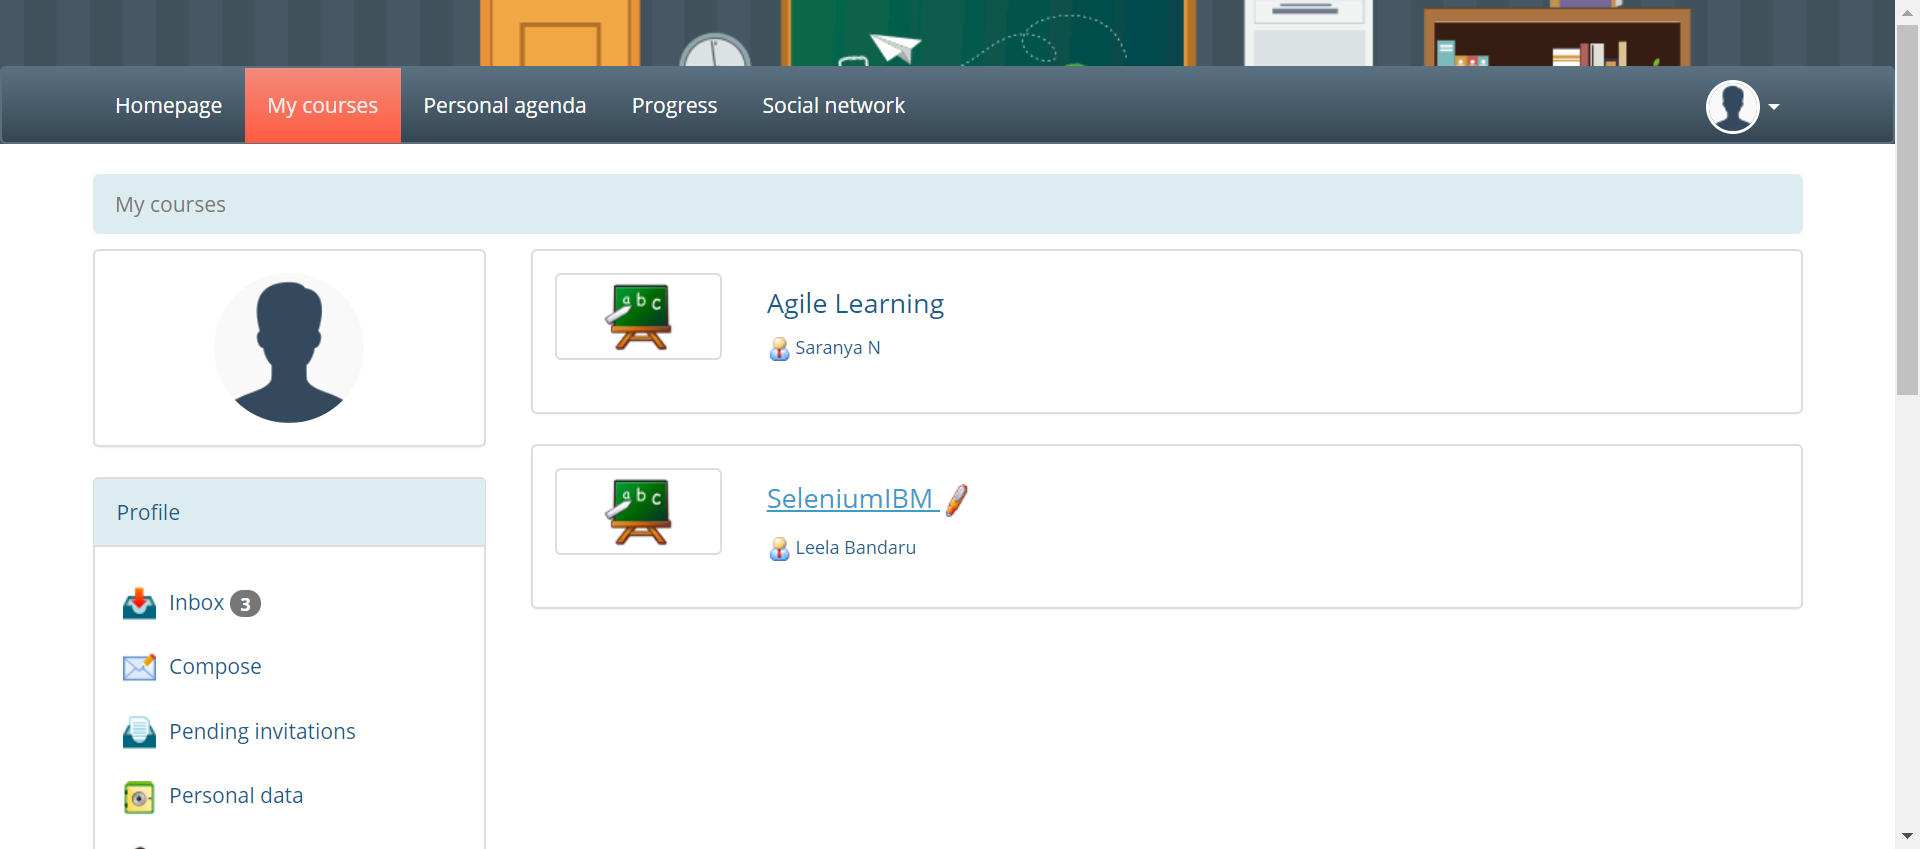 Homepage My courses Personal agenda Progress Social network
My courses
a b c
Agile Learning
Saranya N
a b c
SeleniumIBM
Leela Bandaru
Profile
Inbox 3
Compose
Pending invitations
Personal data